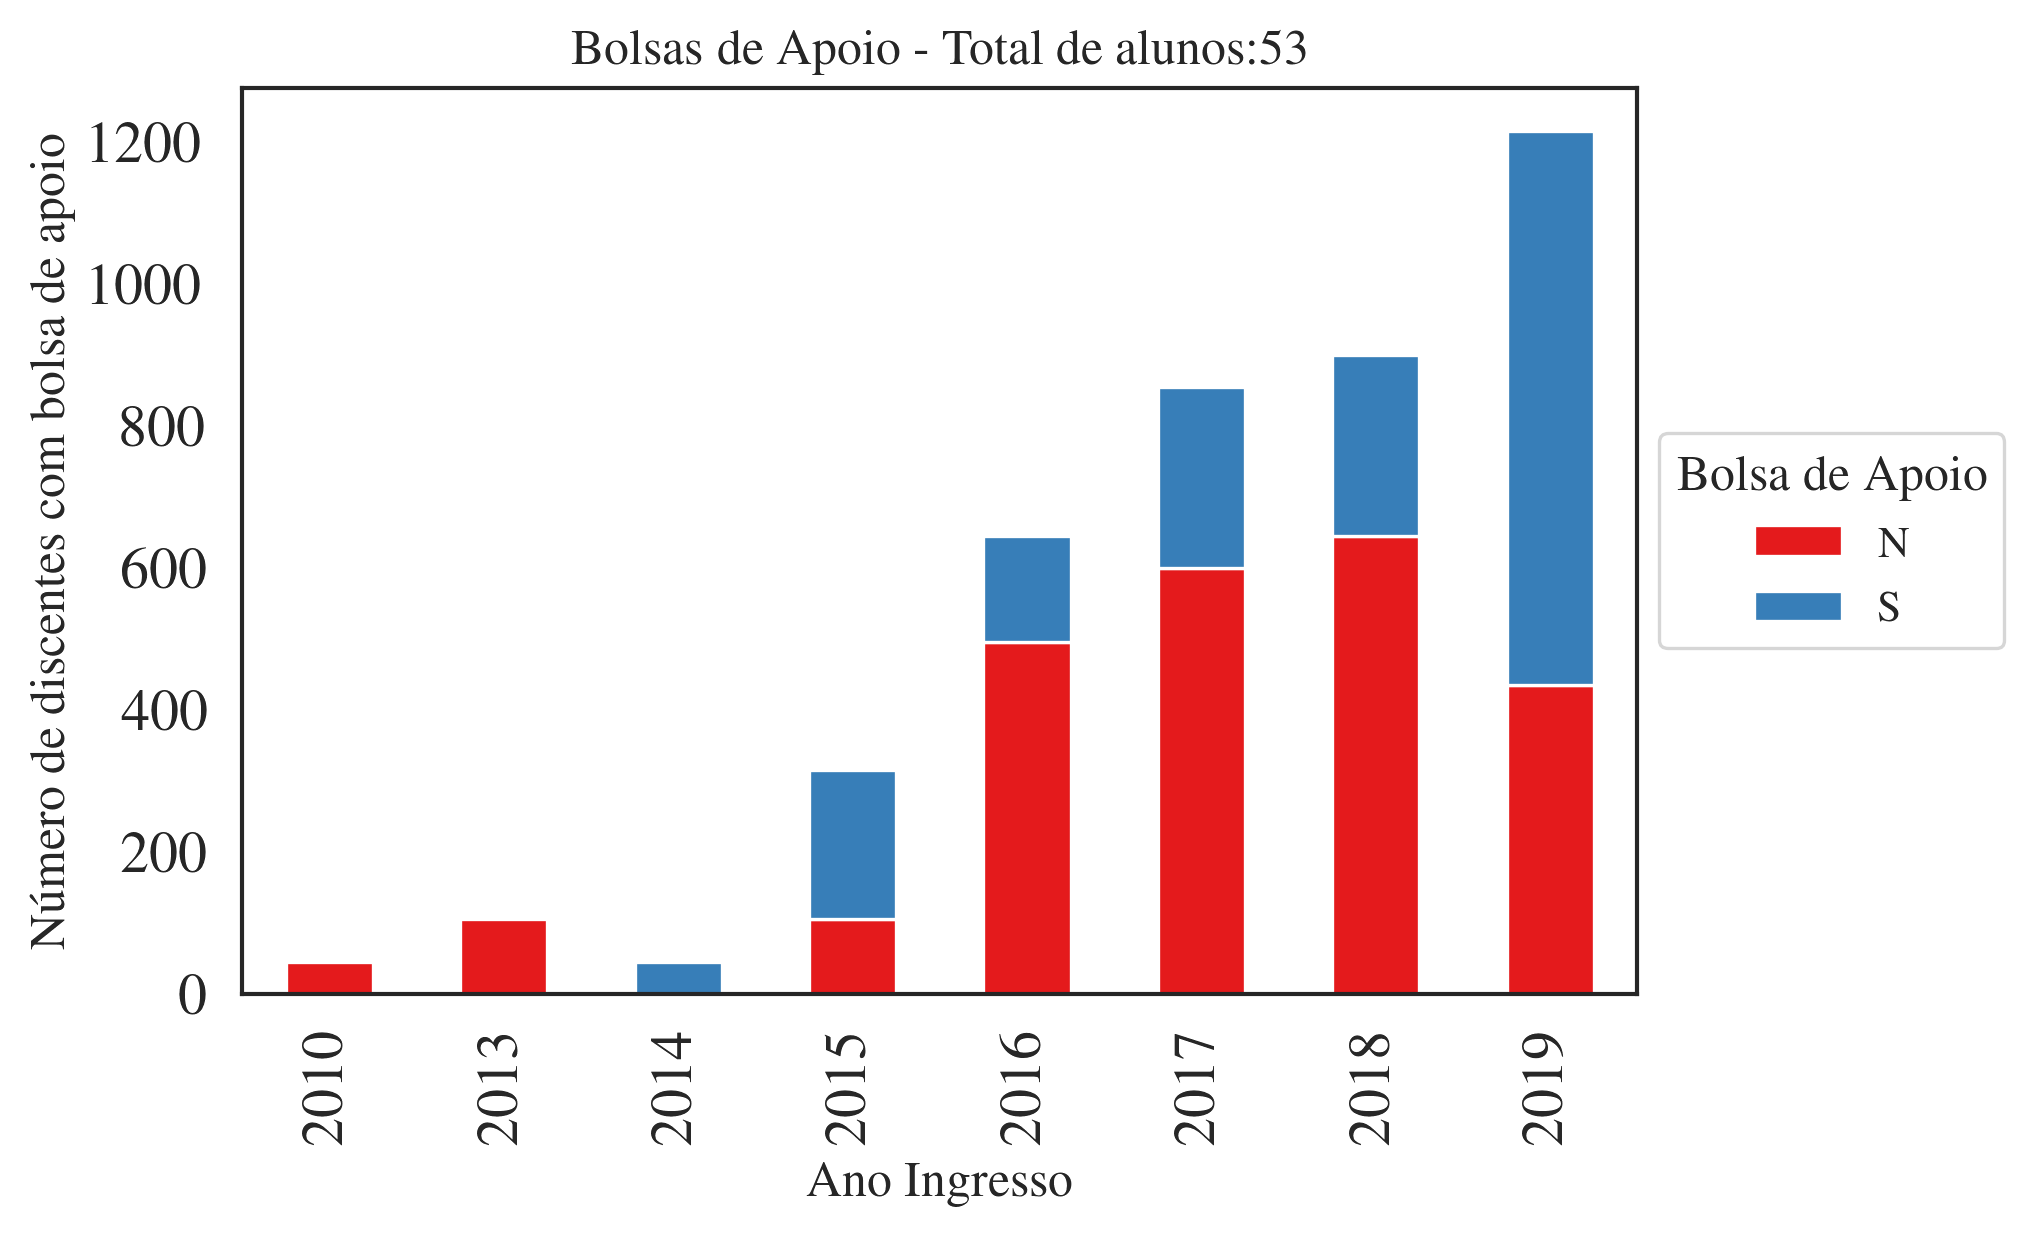 Bolsas de Apoio - Total de alunos:53
Número de discentes com bolsa de apoio
1200
1000
800
600
400
200
0
2010
2013
2014
2015
2016
2017
2018
2019
Ano Ingresso
Bolsa de Apoio
N
S